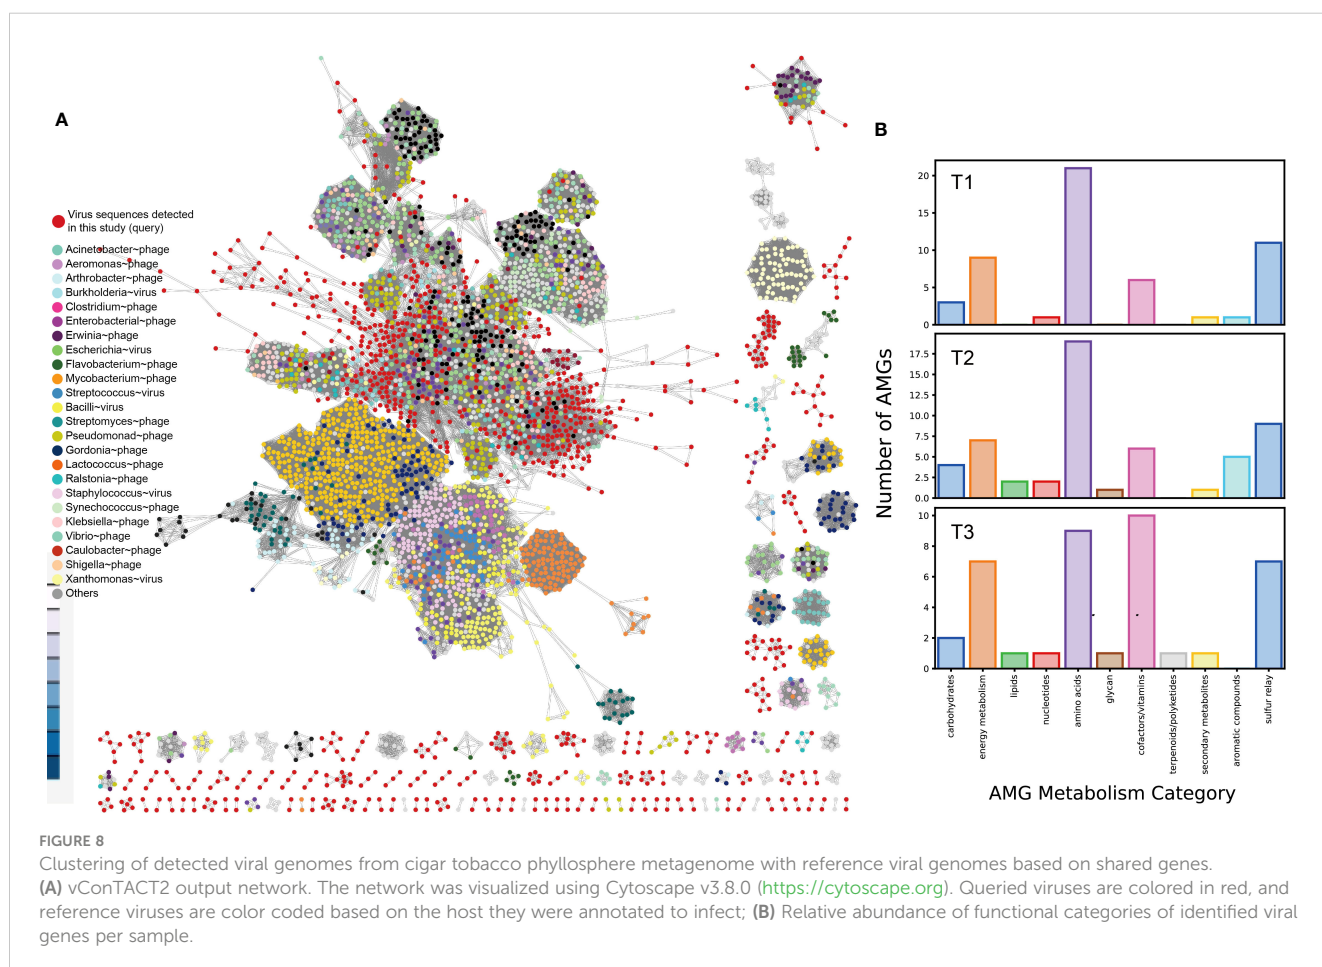 A
Virus sequences detected
in this study (query)
Acinetobacter~phage
Aeromonas~phage
Arthrobacter~phage
Burkholderia~virus
Clostridium~phage
Enterobacterial~phage
Erwinia~phage
Escherichia~virus
Flavobacterium~phage
Mycobacterium~phage
Streptococcus~virus
Bacilli~virus
Streptomyces~phage
Pseudomonad~phage
Gordonia~phage
Lactococcus~phage
Ralstonia~phage
Staphylococcus~virus
Synechococcus~phage
Klebsiella~phage
Vibrio~phage
Caulobacter~phage
Shigella~phage
Xanthomonas~virus
Others
B
T1
20
15
10
5
0
T2
17.5
15.0
12.5
10.0
7.5
5.0
2.5
0.0
T3
10
8
6
4
2
0
Number of AMGs
carbohydrates
energy metabolism
lipids
nucleotides
amino acids
glycan
cofactors/vitamins
terpenoids/polyketides
secondary metabolites
aromatic compounds
sulfur relay
AMG Metabolism Category
FIGURE 8
Clustering of detected viral genomes from cigar tobacco phyllosphere metagenome with reference viral genomes based on shared genes.
(A) vConTACT2 output network. The network was visualized using Cytoscape v3.8.0 (https://cytoscape.org). Queried viruses are colored in red, and
reference viruses are color coded based on the host they were annotated to infect; (B) Relative abundance of functional categories of identified viral
genes per sample.